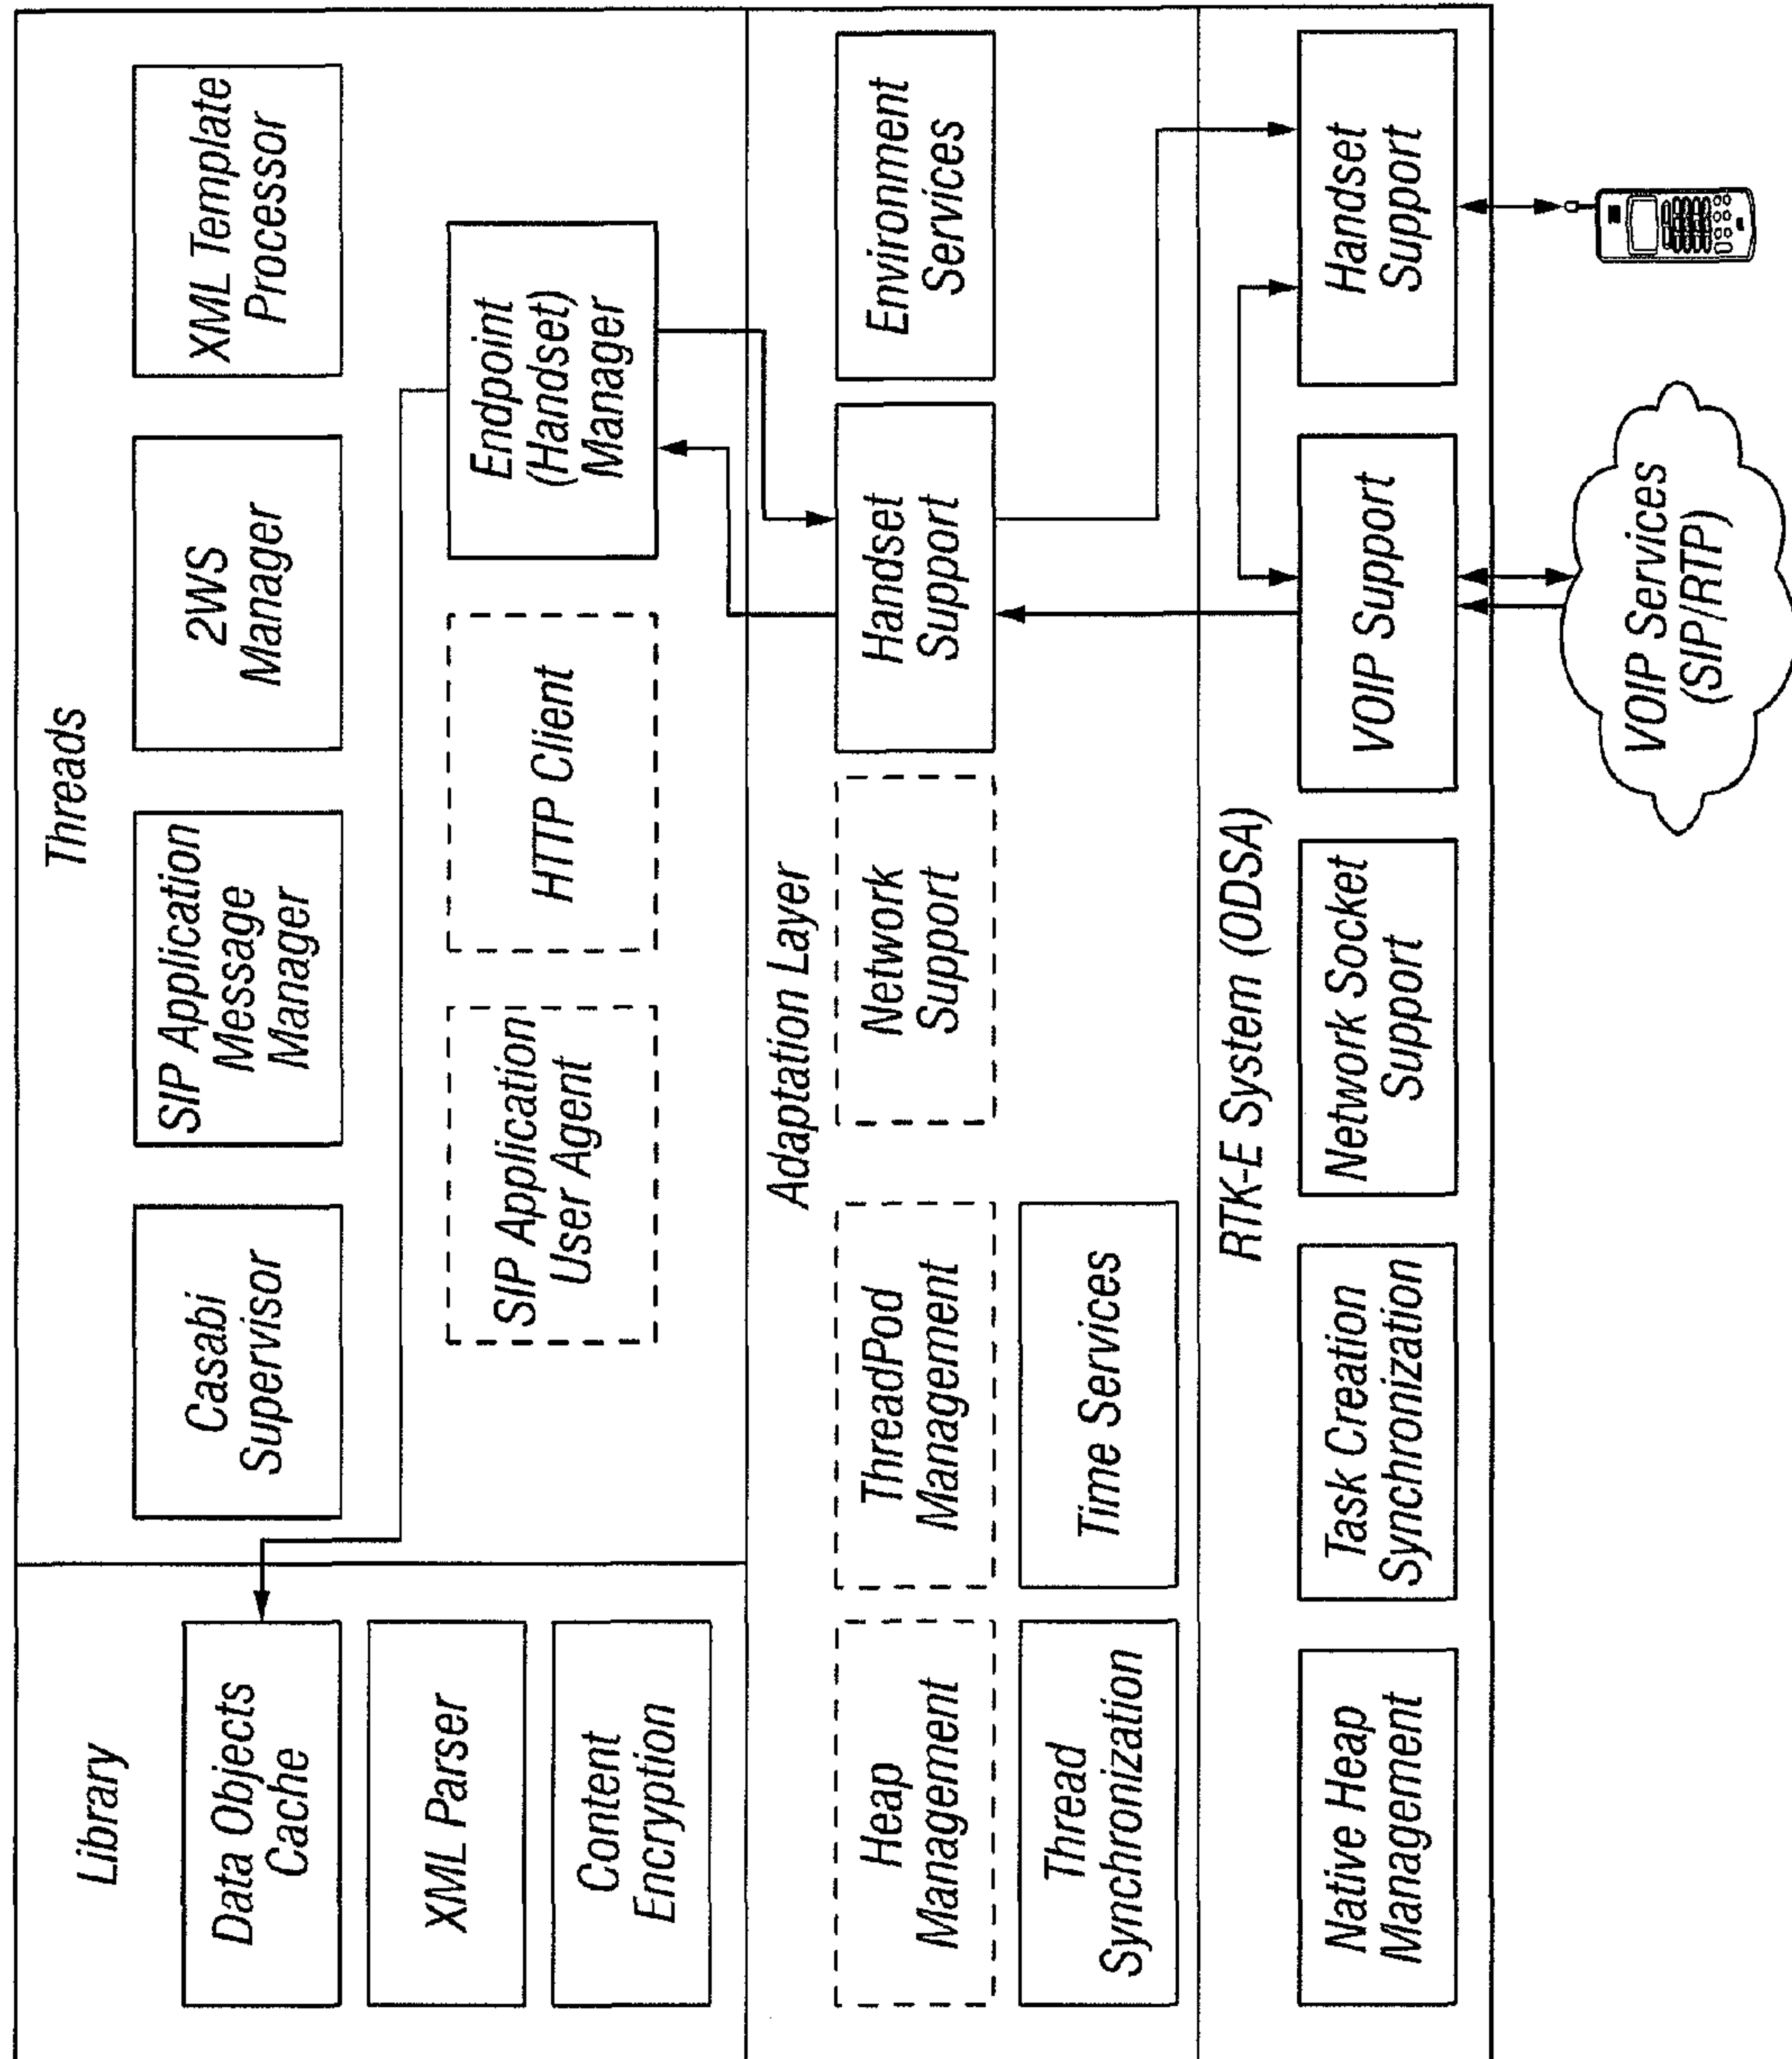 Library
Data Objects
Cache
XML Parser
Content
Encryption
Threads
Casabi
Supervisor
SIP Application
Message
Manager
2WS
Manager
XML Template
Processor
SIP Application
User Agent
HTTP Client
Endpoint
(Handset)
Manager
Adaptation Layer
Heap
Management
ThreadPod
Management
Network
Support
Handset
Support
Environment
Services
Thread
Synchronization
Time Services
RTK-E System (ODSA)
Native Heap
Management
Task Creation
Synchronization
Network Socket
Support
VOIP Support
Handset
Support
VOIP Services
(SIP/RTP)